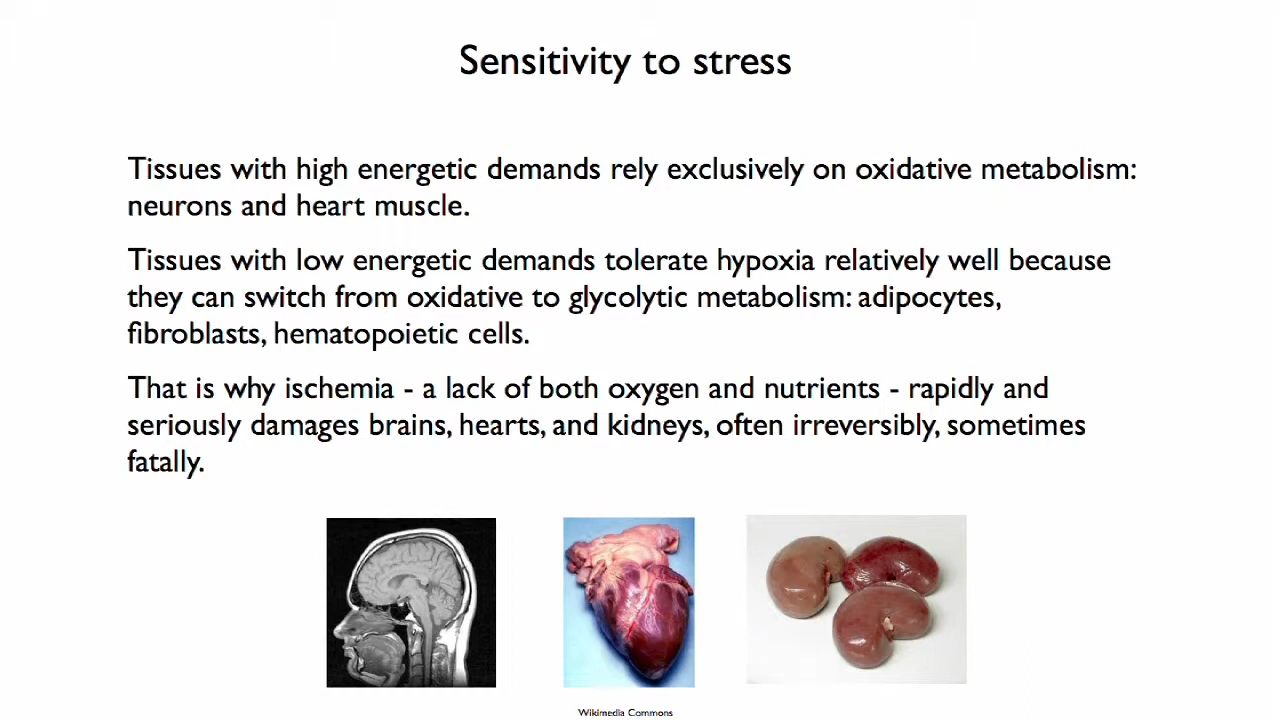 Sensitivity to stress
Tissues with high energetic demands rely exclusively on oxidative metabolism:
neurons and heart muscle.
Tissues with low energetic demands tolerate hypoxia relatively well because
they can switch from oxidative to glycolytic metabolism: adipocytes,
fibroblasts, hematopoietic cells.
That is why ischemia - a lack of both oxygen and nutrients - rapidly and
seriously damages brains, hearts, and kidneys, often irreversibly, sometimes
fatally.
Wikimedia Commons